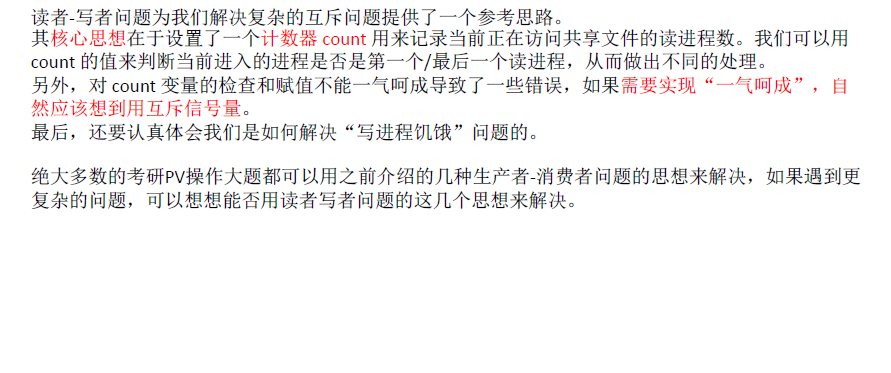 读者-写者问题为我们解决复杂的互斥问题提供了一个参考思路。
其核心思想在于设置了一个计数器 count 用来记录当前正在访问共享文件的读进程数。我们可以用
count 的值来判断当前进入的进程是否是第一个/最后一个读进程，从而做出不同的处理。
另外，对 count 变量的检查和赋值不能一气呵成导致了一些错误，如果需要实现“一气呵成”，自
然应该想到用互斥信号量。
最后，还要认真体会我们是如何解决“写进程饥饿”问题的。
绝大多数的考研PV操作大题都可以用之前介绍的几种生产者-消费者问题的思想来解决，如果遇到更
复杂的问题，可以想想能否用读者写者问题的这几个思想来解决。